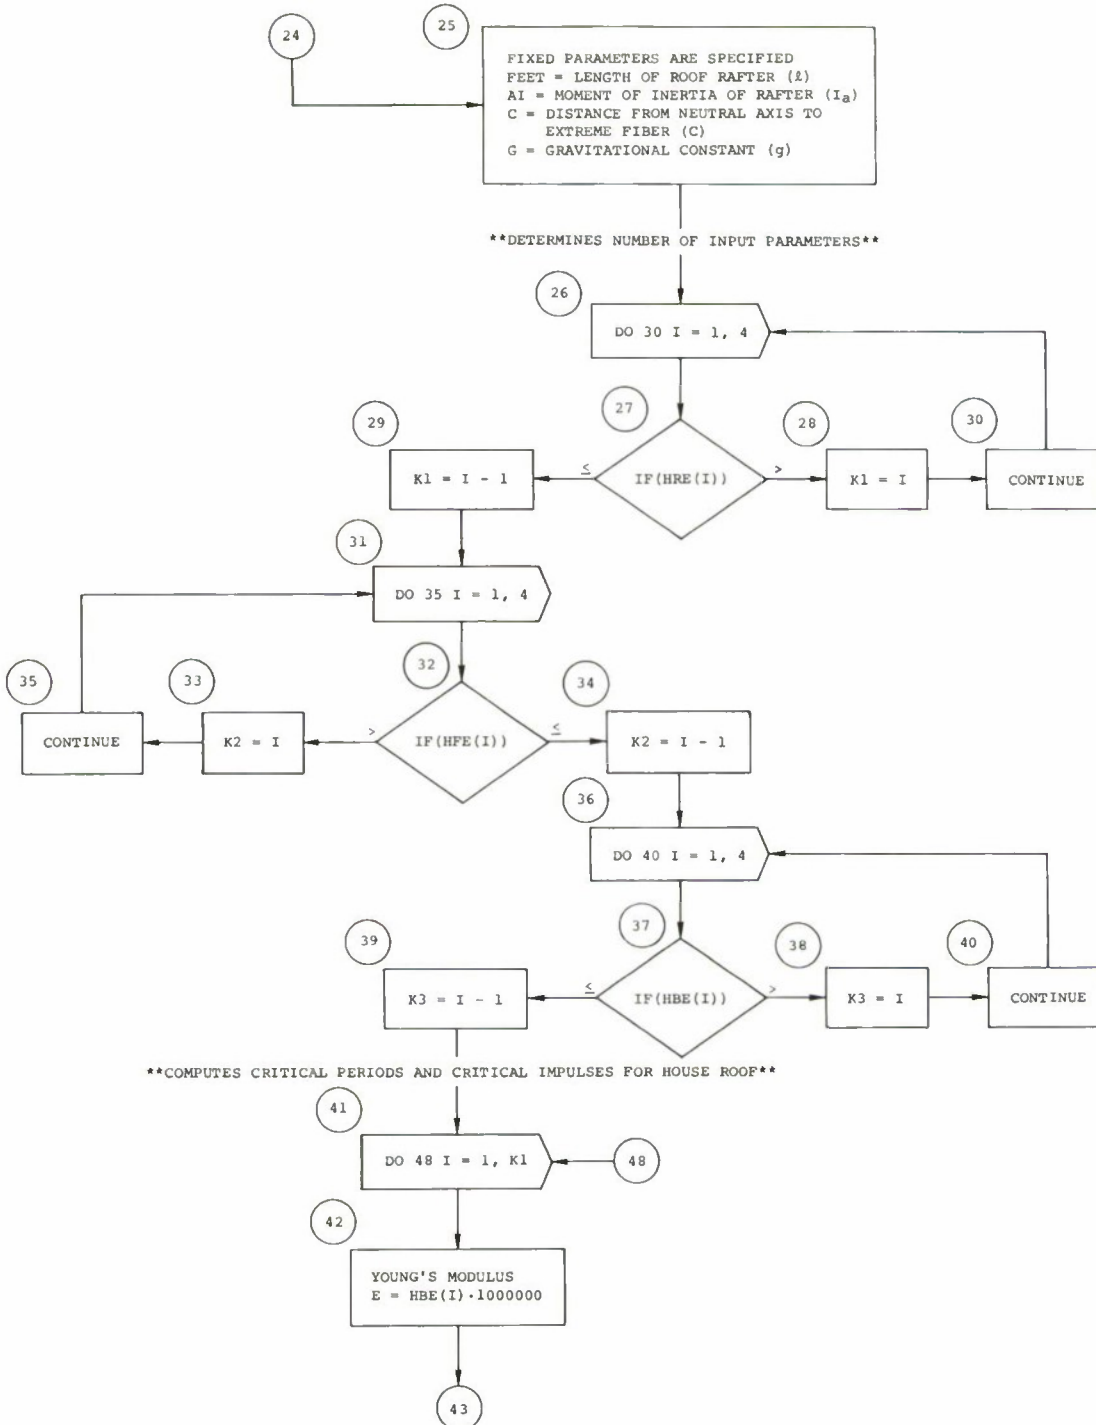 24
25
FIXED PARAMETERS ARE SPECIFIED
FEET = LENGTH OF ROOF RAFTER (ℓ)
AI = MOMENT OF INERTIA OF RAFTER (Ia)
C = DISTANCE FROM NEUTRAL AXIS TO
EXTREME FIBER (C)
G = GRAVITATIONAL CONSTANT (g)
**DETERMINES NUMBER OF INPUT PARAMETERS**
26
DO 30 I = 1, 4
27
28
29
30
K1 = I - 1
≤
IF(HRE(I))
>
K1 = I
CONTINUE
31
DO 35 I = 1, 4
32
33
34
35
CONTINUE
K2 = I
>
IF(HFE(I))
≤
K2 = I - 1
36
DO 40 I = 1, 4
37
38
39
40
K3 = I - 1
≤
IF(HBE(I))
>
K3 = I
CONTINUE
**COMPUTES CRITICAL PERIODS AND CRITICAL IMPULSES FOR HOUSE ROOF**
41
DO 48 I = 1, K1
48
42
YOUNG'S MODULUS
E = HBE(I)·1000000
43